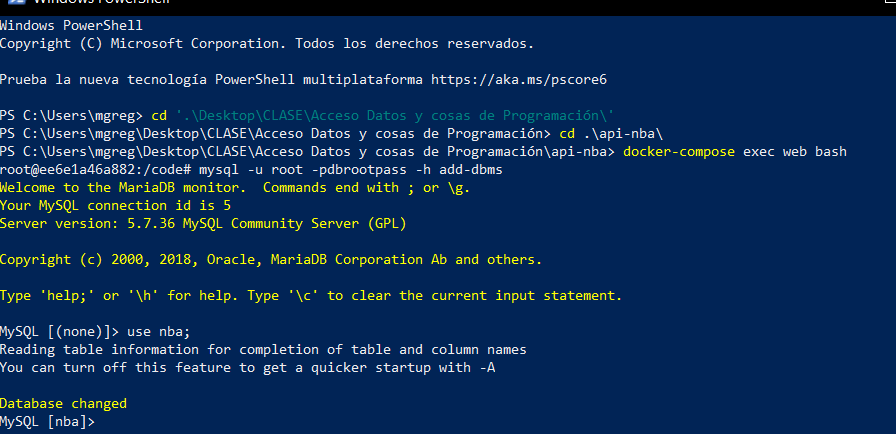 Windows PowerShell
Windows PowerShell
Copyright (C) Microsoft Corporation. Todos los derechos reservados.
Prueba la nueva tecnología PowerShell multiplataforma https://aka.ms/pscore6
PS C:\Users\mgreg> cd '.\Desktop\CLASE\Acceso Datos y cosas de Programación\'
PS C:\Users\mgreg\Desktop\CLASE\Acceso Datos y cosas de Programación> cd .\api-nba\
PS C:\Users\mgreg\Desktop\CLASE\Acceso Datos y cosas de Programación\api-nba> docker-compose exec web bash
root@ee6e1a46a882:/code# mysql -u root -pdbrootpass -h add-dbms
Welcome to the MariaDB monitor.  Commands end with ; or \g.
Your MySQL connection id is 5
Server version: 5.7.36 MySQL Community Server (GPL)
Copyright (c) 2000, 2018, Oracle, MariaDB Corporation Ab and others.
Type 'help;' or '\h' for help. Type '\c' to clear the current input statement.
MySQL [(none)]> use nba;
Reading table information for completion of table and column names
You can turn off this feature to get a quicker startup with -A
Database changed
MySQL [nba]>